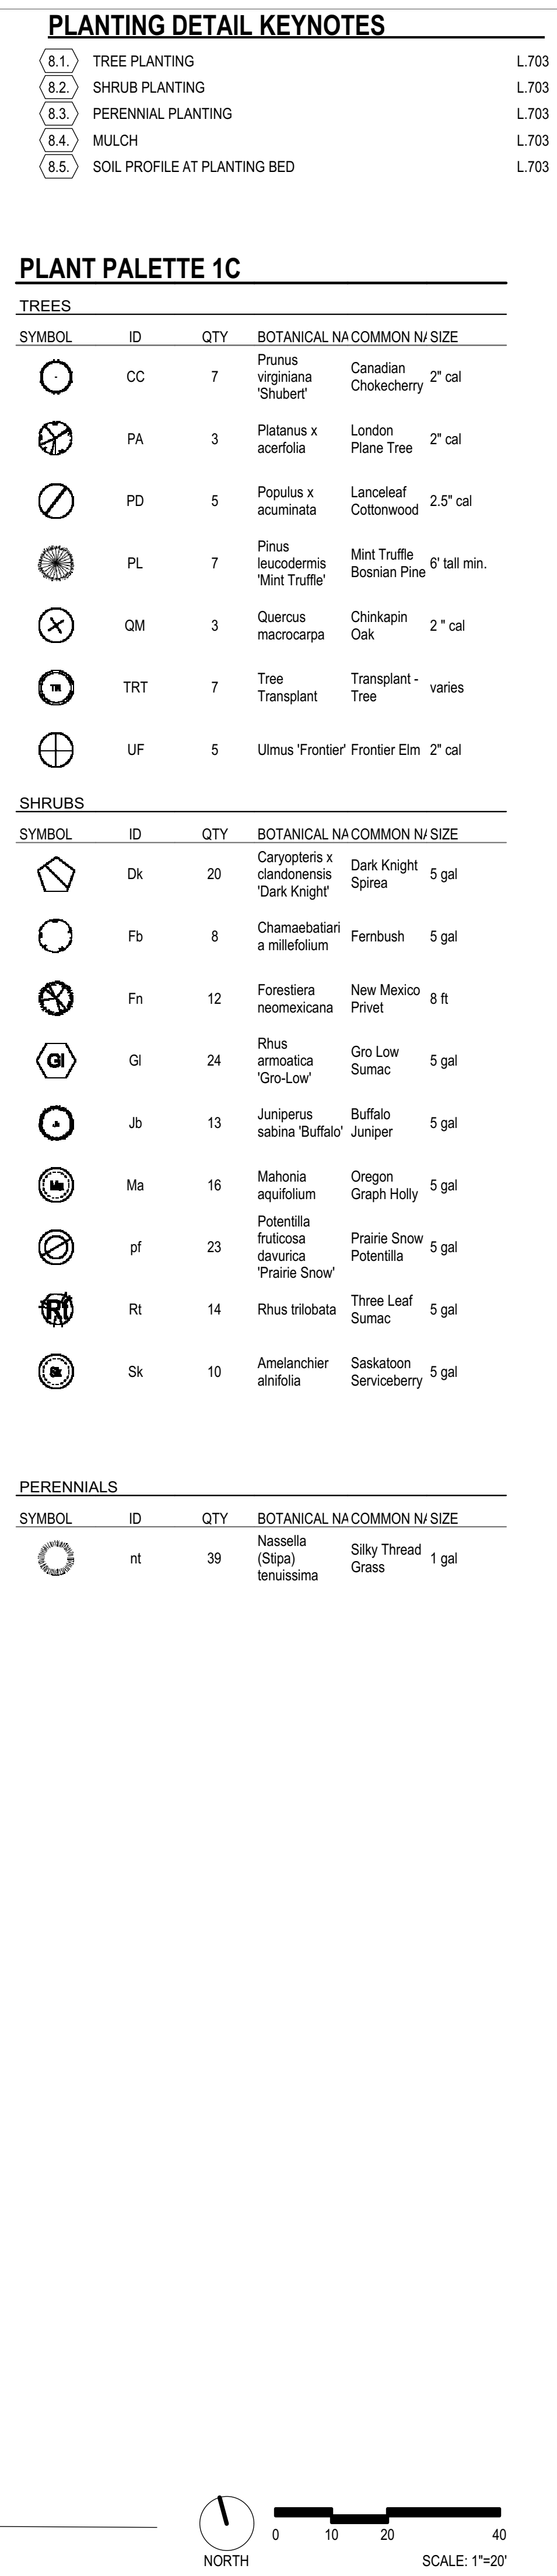 PLANTING DETAIL KEYNOTES
8.1. TREE PLANTING L.703
8.2. SHRUB PLANTING L.703
8.3. PERENNIAL PLANTING L.703
8.4. MULCH L.703
8.5. SOIL PROFILE AT PLANTING BED L.703
PLANT PALETTE 1C
TREES
SYMBOL ID QTY BOTANICAL NA COMMON NA SIZE
CC 7 Prunus virginiana 'Shubert' Canadian Chokecherry 2" cal
PA 3 Platanus x acerfolia London Plane Tree 2" cal
PD 5 Populus x acuminata Lanceleaf Cottonwood 2.5" cal
PL 7 Pinus leucodermis 'Mint Truffle' Mint Truffle Bosnian Pine 6' tall min.
QM 3 Quercus macrocarpa Chinkapin Oak 2 " cal
TRT TRT 7 Tree Transplant Transplant - Tree varies
UF 5 Ulmus 'Frontier' Frontier Elm 2" cal
SHRUBS
SYMBOL ID QTY BOTANICAL NA COMMON NA SIZE
Dk 20 Caryopteris x clandonensis 'Dark Knight' Dark Knight Spirea 5 gal
Fb 8 Chamaebatiari a millefolium Fernbush 5 gal
Fn 12 Forestiera neomexicana New Mexico Privet 8 ft
Gl Gl 24 Rhus armoatica 'Gro-Low' Gro Low Sumac 5 gal
Jb Jb 13 Juniperus sabina 'Buffalo' Buffalo Juniper 5 gal
Ma Ma 16 Mahonia aquifolium Oregon Graph Holly 5 gal
pf 23 Potentilla fruticosa davurica 'Prairie Snow' Prairie Snow Potentilla 5 gal
Rt Rt 14 Rhus trilobata Three Leaf Sumac 5 gal
Sk Sk 10 Amelanchier alnifolia Saskatoon Serviceberry 5 gal
PERENNIALS
SYMBOL ID QTY BOTANICAL NA COMMON NA SIZE
nt 39 Nassella (Stipa) tenuissima Silky Thread Grass 1 gal
0 10 20 40
NORTH SCALE: 1"=20'